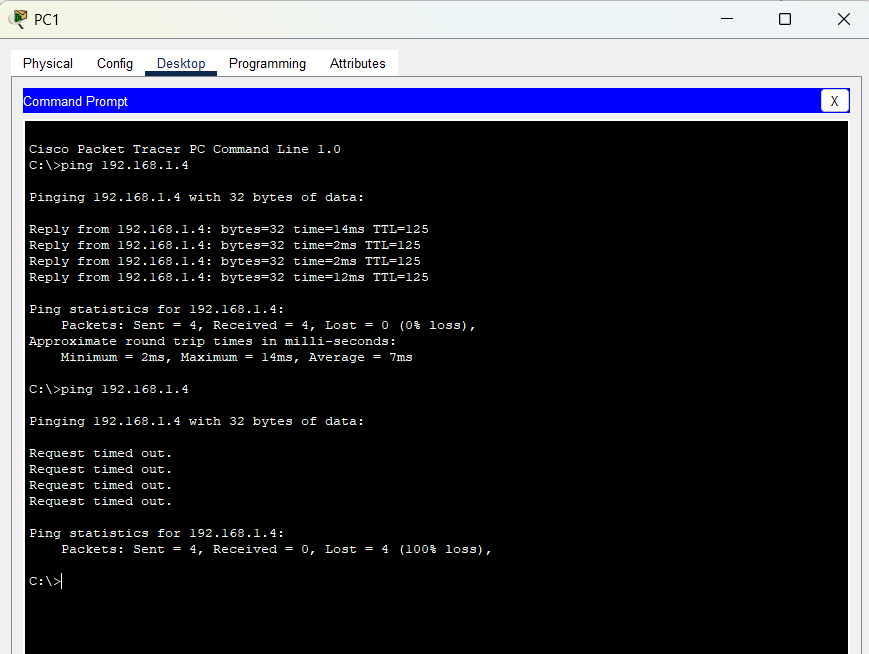 PC1
Physical Config Desktop Programming Attributes
Command Prompt X
Cisco Packet Tracer PC Command Line 1.0
C:\>ping 192.168.1.4
Pinging 192.168.1.4 with 32 bytes of data:
Reply from 192.168.1.4: bytes=32 time=14ms TTL=125
Reply from 192.168.1.4: bytes=32 time=2ms TTL=125
Reply from 192.168.1.4: bytes=32 time=2ms TTL=125
Reply from 192.168.1.4: bytes=32 time=12ms TTL=125
Ping statistics for 192.168.1.4:
Packets: Sent = 4, Received = 4, Lost = 0 (0% loss),
Approximate round trip times in milli-seconds:
Minimum = 2ms, Maximum = 14ms, Average = 7ms
C:\>ping 192.168.1.4
Pinging 192.168.1.4 with 32 bytes of data:
Request timed out.
Request timed out.
Request timed out.
Request timed out.
Ping statistics for 192.168.1.4:
Packets: Sent = 4, Received = 0, Lost = 4 (100% loss),
C:\>